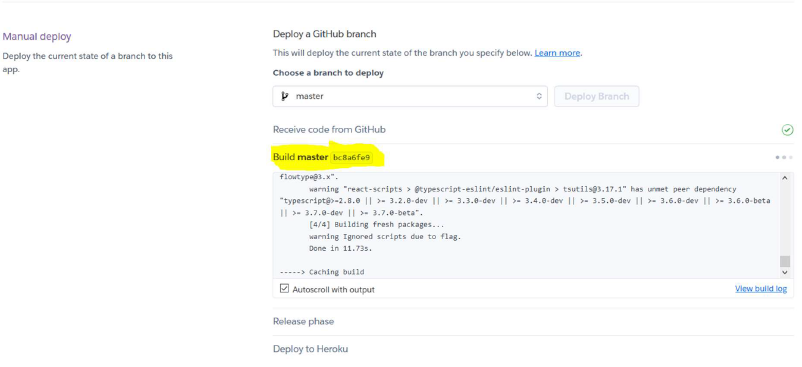 Manual deploy
Deploy the current state of a branch to this
app.
Deploy a GitHub branch
This will deploy the current state of the branch you specify below. Learn more.
Choose a branch to deploy
master
Deploy Branch
Receive code from GitHub
Build master bc8a6fe9
flowtype@3.x".
warning "react-scripts > @typescript-eslint/eslint-plugin > tsutils@3.17.1" has unmet peer dependency
"typescript@>=2.8.0 || >= 3.2.0-dev || >= 3.3.0-dev || >= 3.4.0-dev || >= 3.5.0-dev || >= 3.6.0-dev || >= 3.6.0-beta
|| >= 3.7.0-dev || >= 3.7.0-beta".
[4/4] Building fresh packages...
warning Ignored scripts due to flag.
Done in 11.73s.
-----> Caching build
Autoscroll with output
View build log
Release phase
Deploy to Heroku